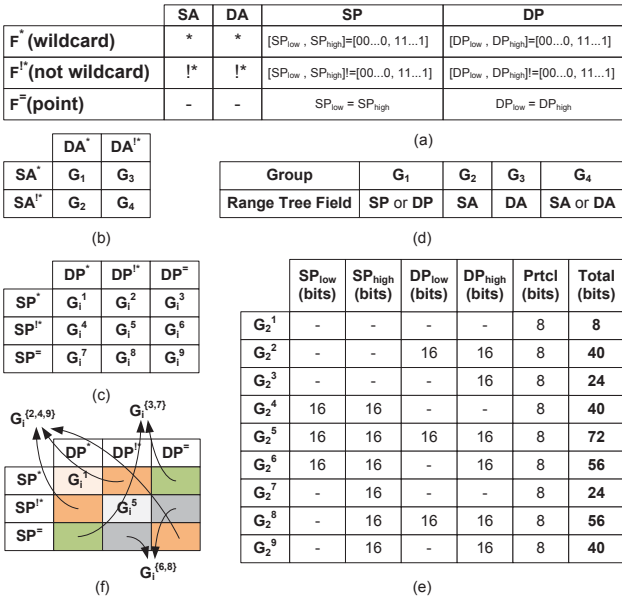 SA DA SP DP
F* (wildcard) * * [SPlow , SPhigh]=[00...0, 11...1] [DPlow , DPhigh]=[00...0, 11...1]
F!*(not wildcard) !* !* [SPlow , SPhigh]!=[00...0, 11...1] [DPlow , DPhigh]!=[00...0, 11...1]
F=(point) - - SPlow = SPhigh DPlow = DPhigh
(a)
DA* DA!*
SA* G1 G3
SA!* G2 G4
(b)
Group G1 G2 G3 G4
Range Tree Field SP or DP SA DA SA or DA
(d)
DP* DP!* DP=
SP* Gi1 Gi2 Gi3
SP!* Gi4 Gi5 Gi6
SP= Gi7 Gi8 Gi9
(c)
SPlow (bits) SPhigh (bits) DPlow (bits) DPhigh (bits) Prtcl (bits) Total (bits)
G21 - - - - 8 8
G22 - - 16 16 8 40
G23 - - - 16 8 24
G24 16 16 - - 8 40
G25 16 16 16 16 8 72
G26 16 16 - 16 8 56
G27 - 16 - - 8 24
G28 - 16 16 16 8 56
G29 - 16 - 16 8 40
(e)
Gi{2,4,9} Gi{3,7}
DP* DP!* DP=
SP* Gi1
SP!* Gi5
SP=
Gi{6,8}
(f)